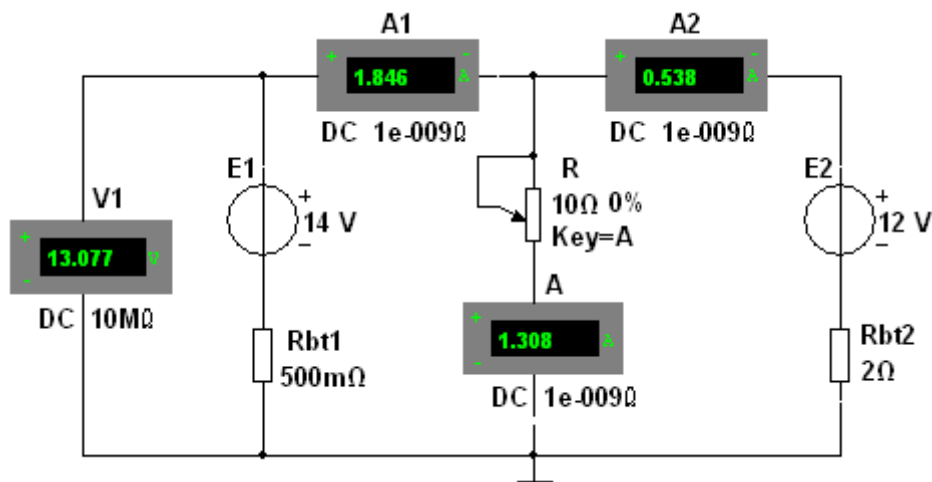 A1
A2
+ 1.846 - A
+ 0.538 - A
DC 1e-009Ω
DC 1e-009Ω
E1
+
14 V
-
R
10Ω 0%
Key=A
E2
+
12 V
-
V1
+ 13.077 V
-
DC 10MΩ
A
+ 1.308 A
-
DC 1e-009Ω
Rbt1
500mΩ
Rbt2
2Ω